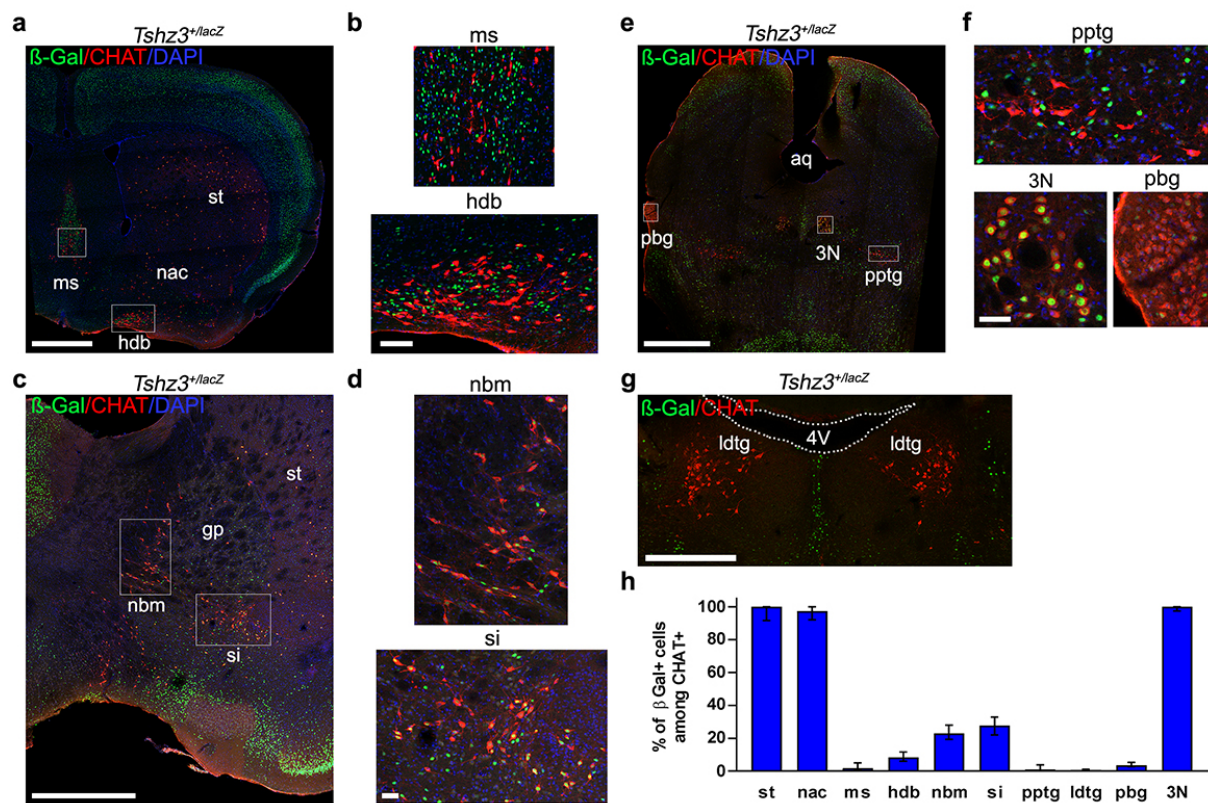 a
Tshz3+/lacZ
ß-Gal/CHAT/DAPI
st
ms
nac
hdb
b
ms
hdb
c
Tshz3+/lacZ
ß-Gal/CHAT/DAPI
st
gp
nbm
si
d
nbm
si
e
Tshz3+/lacZ
ß-Gal/CHAT/DAPI
aq
pbg
3N
pptg
f
pptg
3N
pbg
g
Tshz3+/lacZ
ß-Gal/CHAT
ldtg
4V
ldtg
h
% of β Gal+ cells
among CHAT+
100
80
60
40
20
0
st nac ms hdb nbm si pptg ldtg pbg 3N